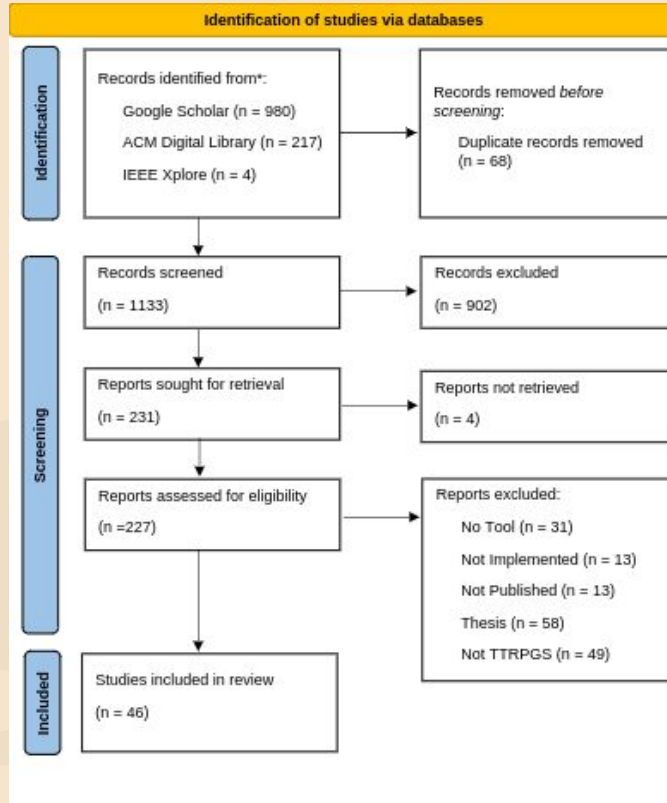 Identification of studies via databases
Identification
Records identified from*:
Google Scholar (n = 980)
ACM Digital Library (n = 217)
IEEE Xplore (n = 4)
Records removed before
screening:
Duplicate records removed
(n = 68)
Screening
Records screened
(n = 1133)
Records excluded
(n = 902)
Reports sought for retrieval
(n = 231)
Reports not retrieved
(n = 4)
Reports assessed for eligibility
(n =227)
Reports excluded:
No Tool (n = 31)
Not Implemented (n = 13)
Not Published (n = 13)
Thesis (n = 58)
Not TTRPGS (n = 49)
Included
Studies included in review
(n = 46)